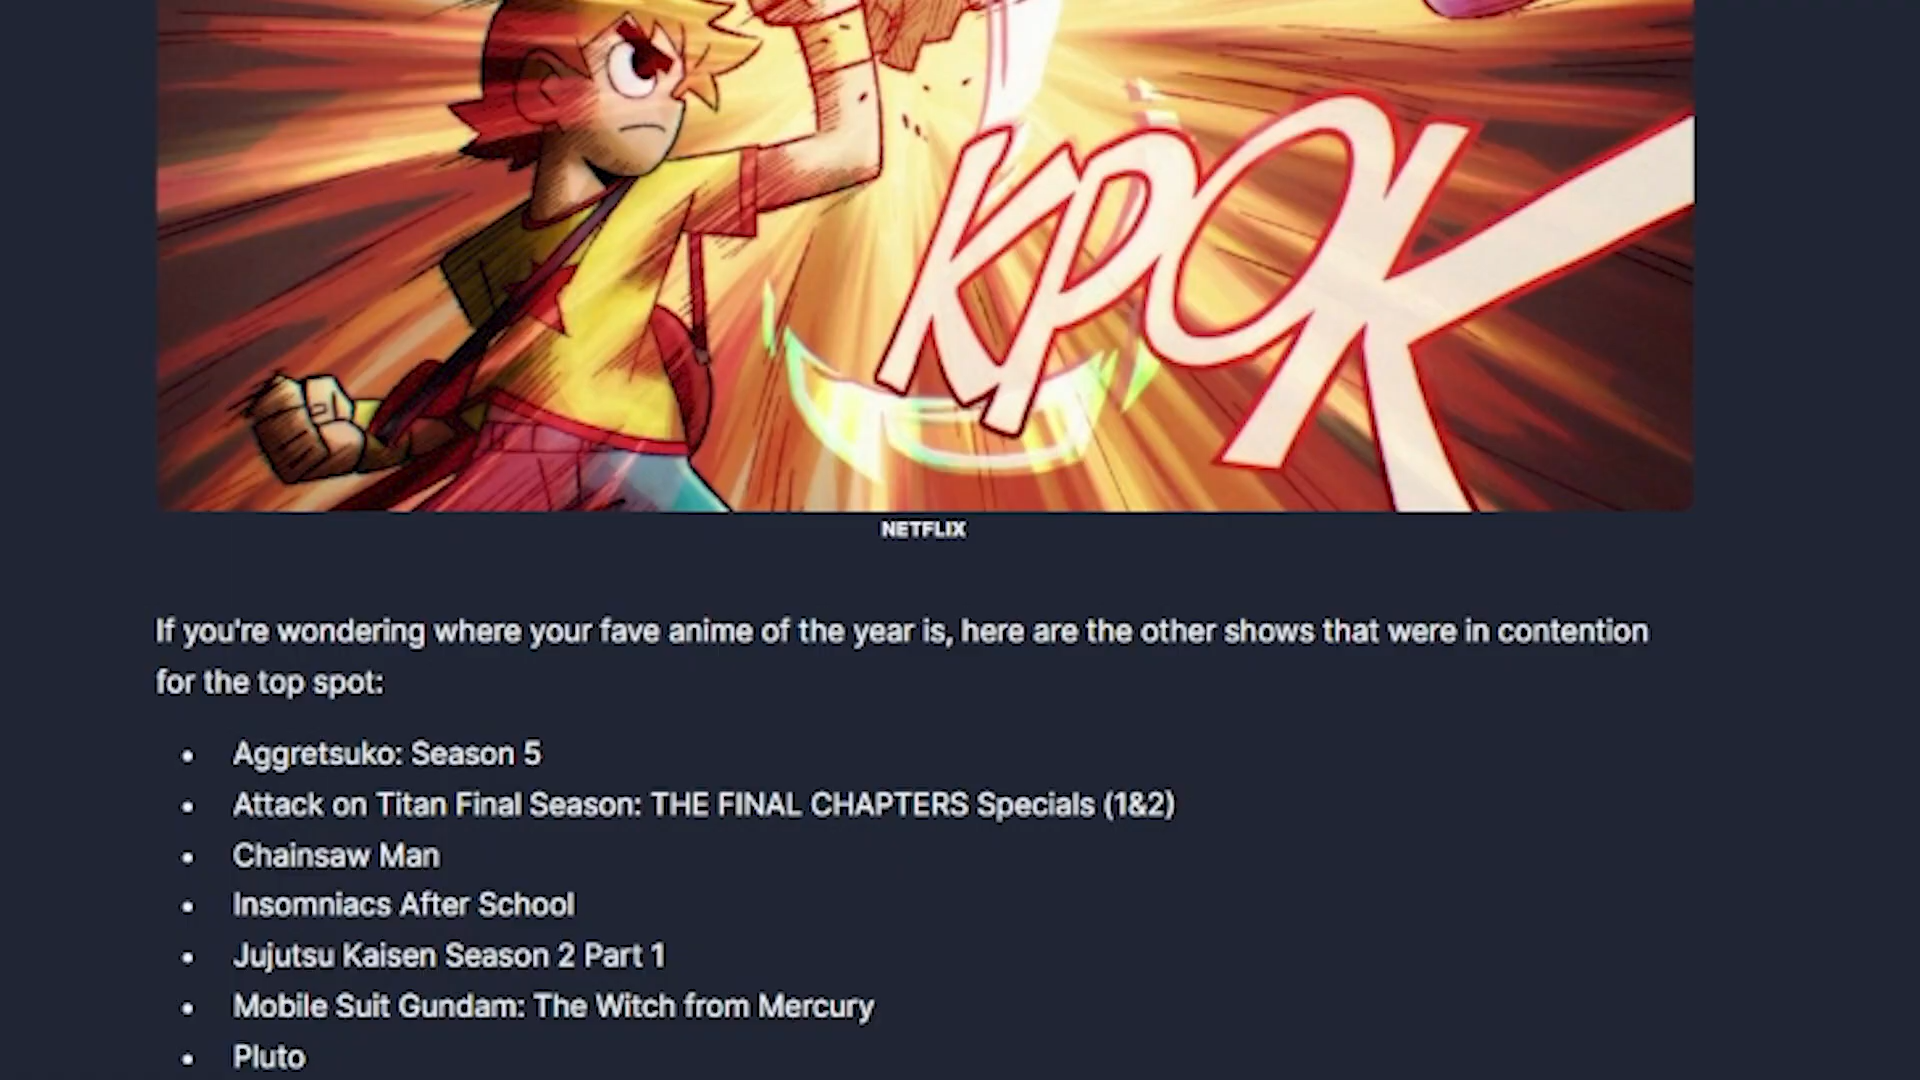 KPOK
NETFLIX
If you're wondering where your fave anime of the year is, here are the other shows that were in contention
for the top spot:
• Aggretsuko: Season 5
• Attack on Titan Final Season: THE FINAL CHAPTERS Specials (1&2)
• Chainsaw Man
• Insomniacs After School
• Jujutsu Kaisen Season 2 Part 1
• Mobile Suit Gundam: The Witch from Mercury
• Pluto